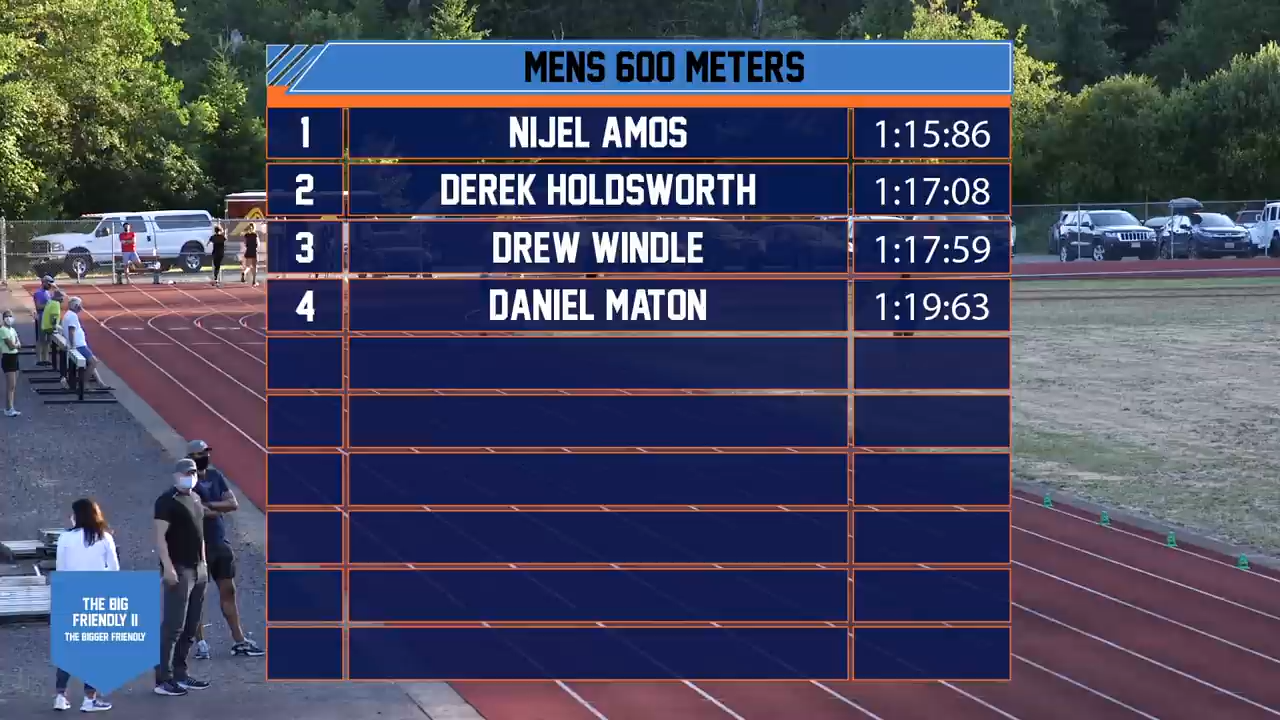 MENS 600 METERS
1 NIJEL AMOS 1:15:86
2 DEREK HOLDSWORTH 1:17:08
3 DREW WINDLE 1:17:59
4 DANIEL MATON 1:19:63
THE BIG
FRIENDLY II
THE BIGGER FRIENDLY